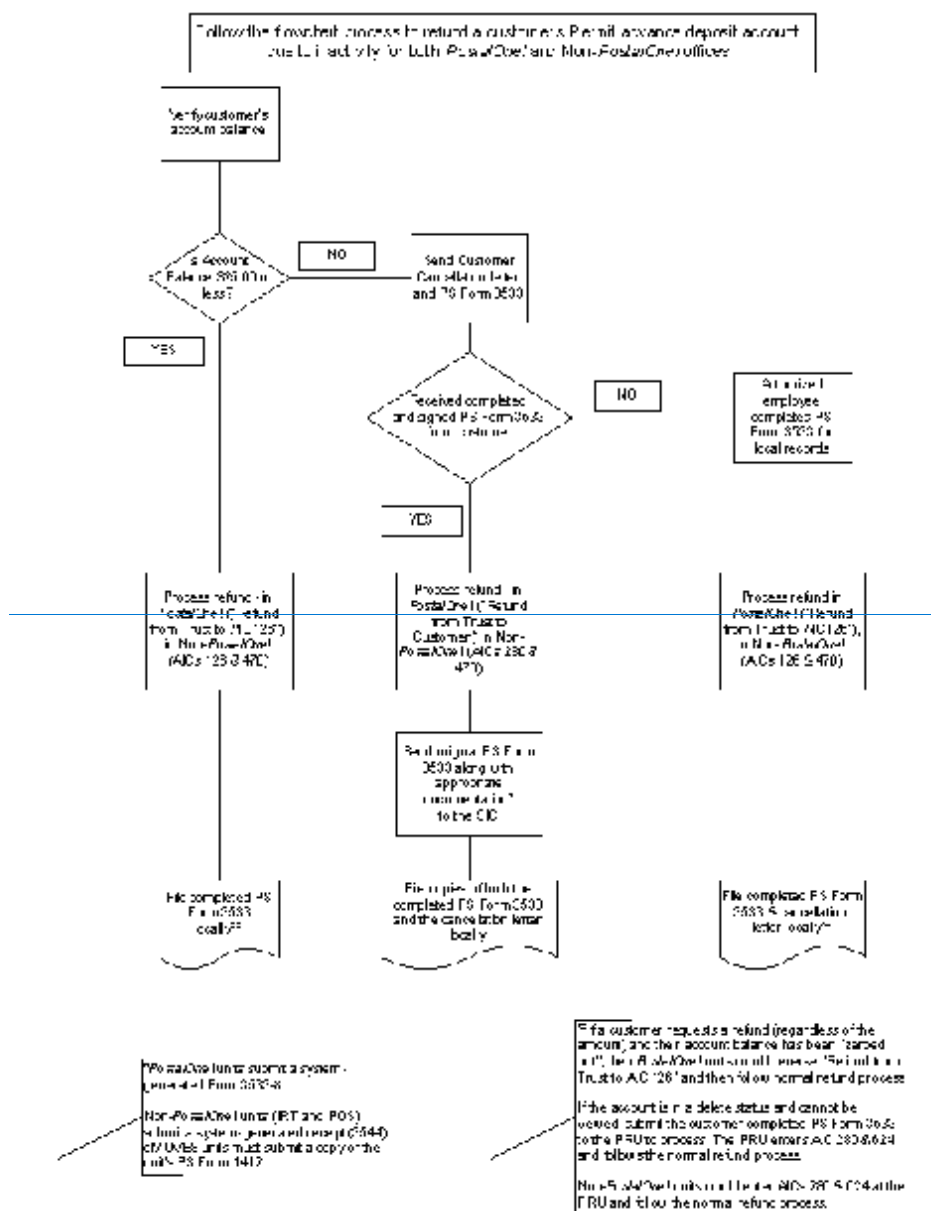 Follow the flowchart process to refund a customer's Permit advance deposit account
due to inactivity for both PostalOne! and Non-PostalOne! offices
Verify customer's
account balance
Is Account
Balance $25.00 or
less?
NO
Send Customer
Cancellation letter
and PS Form 3533
YES
Received completed
and signed PS Form 3533
from customer
NO
Authorized
employee
completes PS
Form 3533 for
local records
YES
Process refund - in
PostalOne! ("Refund
from Trust to AIC 126")
in Non-PostalOne!
(AICs 126 & 470)
Process refund - in
PostalOne! ("Refund
from Trust to
Customer") in Non-
PostalOne! (AICs 280 &
470)
Process refund in
PostalOne! ("Refund
from Trust to AIC 126"),
in Non-PostalOne!
(AICs 126 & 470)
Send original PS Form
3533 along with
appropriate
documentation*
to the
File completed PS
Form 3533
locally**
File copies of both the
completed PS Form 3533
and the cancellation letter
locally
File completed PS Form
3533 & cancellation
letter locally**
*PostalOne! units submit a system-
generated Form 3533-
Non-PostalOne! units (IRT and POS)
submit a system-generated receipt (3544)
eMOVES units must submit a copy of the
unit's PS Form 1412
**If a customer requests a refund (regardless of the
amount) and their account balance has been "zeroed
out", then PostalOne! units could reverse "Refund from
Trust to AIC 126" and then follow normal refund process
If the account is in a delete status and cannot be
submit the customer completed PS Form 3533
to the PRU to process. The PRU enters AIC 280 & 624
and follows the normal refund process
Non-PostalOne! units could enter AICs 280 & 624 at the
PRU and follow the normal refund process.